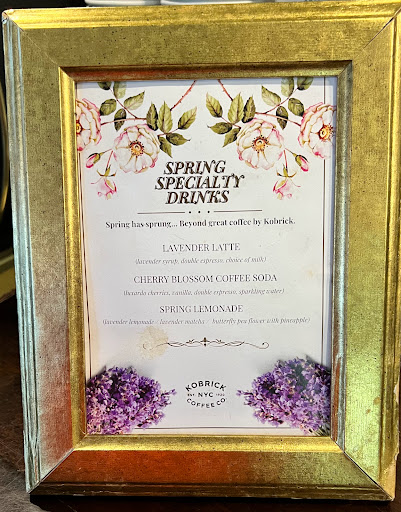 SPRING
SPECIALTY
DRINKS
Spring has sprung... Beyond great coffee by Kobrick.
LAVENDER LATTE
(lavender syrup, double espresso, choice of milk)
CHERRY BLOSSOM COFFEE SODA
cherries, vanilla, double espresso, sparkling water)
SPRING LEMONADE
(lavender lemonade - lavender matcha - butterfly pea flower with pineapple)
KOBRICK
EST. NYC 1920
COFFEE CO.